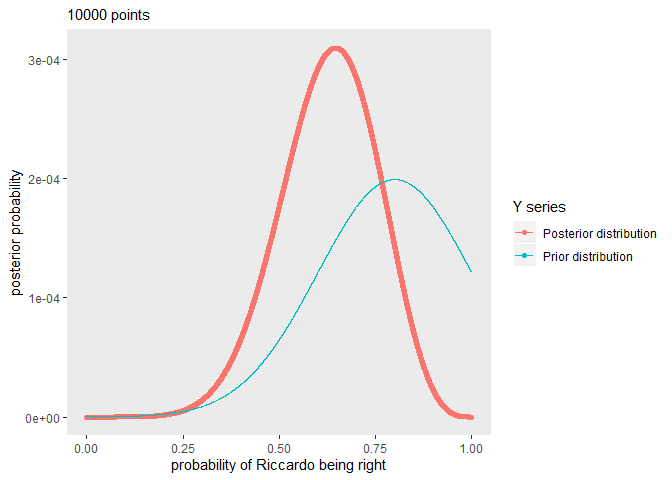 10000 points
3e-04
2e-04
1e-04
0e+00
posterior probability
0.00 0.25 0.50 0.75 1.00
probability of Riccardo being right
Y series
Posterior distribution
Prior distribution